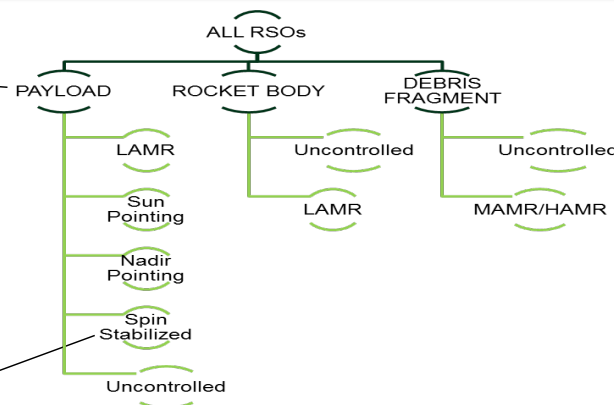 ALL RSOs
PAYLOAD
ROCKET BODY
DEBRIS
FRAGMENT
LAMR
Sun
Pointing
Nadir
Pointing
Spin
Stabilized
Uncontrolled
Uncontrolled
LAMR
Uncontrolled
MAMR/HAMR